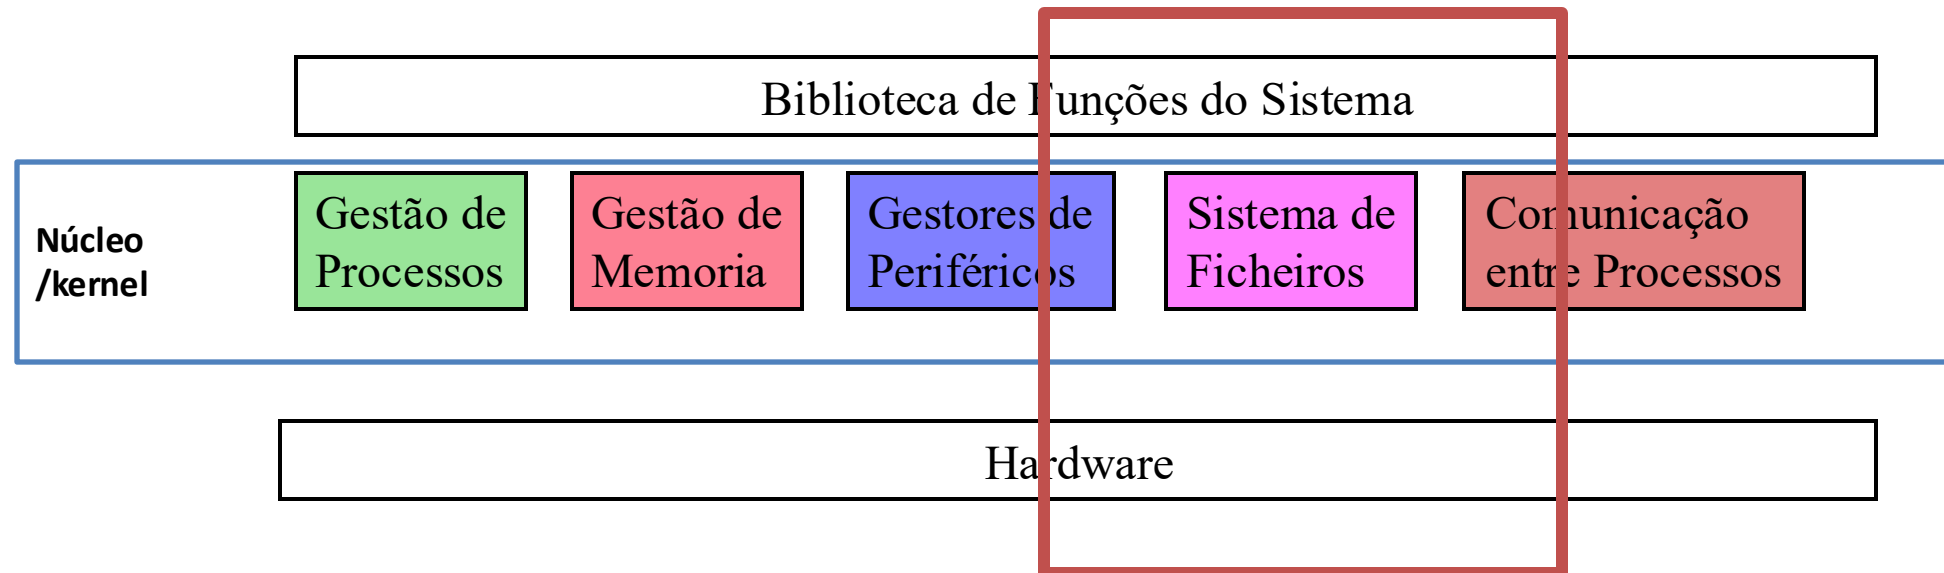 Biblioteca de Funções do Sistema
Núcleo
/kernel
Gestão de
Processos
Gestão de
Memoria
Gestores de
Periféricos
Sistema de
Ficheiros
Comunicação
entre Processos
Hardware